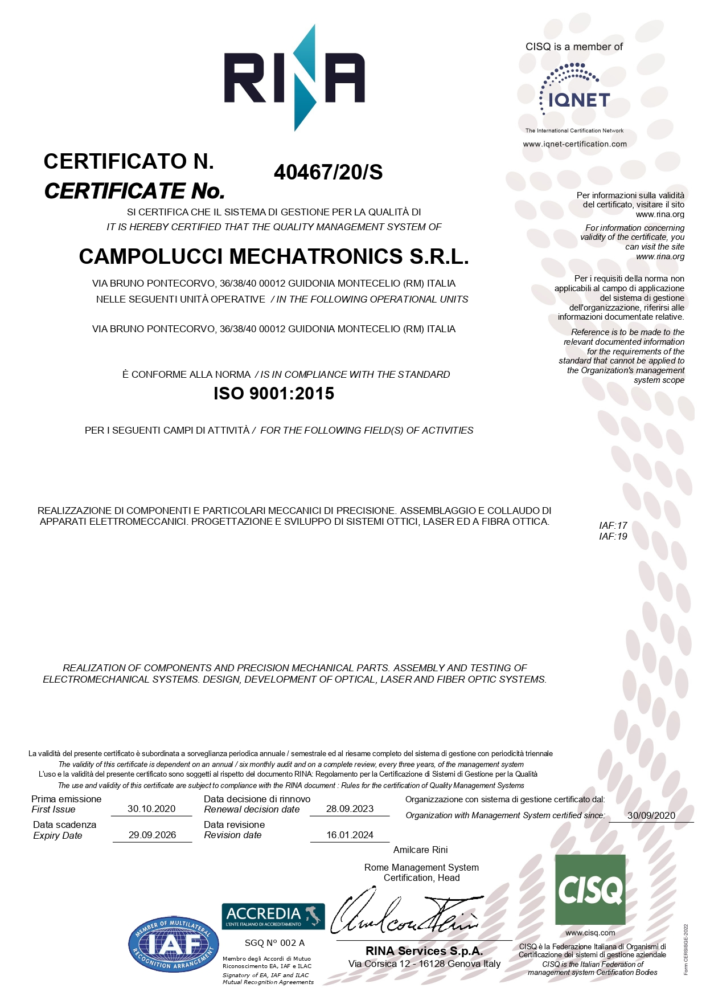 RINA
CISQ is a member of
IQNET
The International Certification Network
www.iqnet-certification.com
CERTIFICATO N.
CERTIFICATE No.
40467/20/S
SI CERTIFICA CHE IL SISTEMA DI GESTIONE PER LA QUALITÀ DI
IT IS HEREBY CERTIFIED THAT THE QUALITY MANAGEMENT SYSTEM OF
CAMPOLUCCI MECHATRONICS S.R.L.
VIA BRUNO PONTECORVO, 36/38/40 00012 GUIDONIA MONTECELIO (RM) ITALIA
NELLE SEGUENTI UNITÀ OPERATIVE / IN THE FOLLOWING OPERATIONAL UNITS
VIA BRUNO PONTECORVO, 36/38/40 00012 GUIDONIA MONTECELIO (RM) ITALIA
È CONFORME ALLA NORMA / IS IN COMPLIANCE WITH THE STANDARD
ISO 9001:2015
PER I SEGUENTI CAMPI DI ATTIVITÀ / FOR THE FOLLOWING FIELD(S) OF ACTIVITIES
Per informazioni sulla validità
del certificato, visitare il sito
www.rina.org
For information concerning
validity of the certificate, you
can visit the site
www.rina.org
Per i requisiti della norma non
applicabili al campo di applicazione
del sistema di gestione
dell'organizzazione, riferirsi alle
informazioni documentate relative.
Reference is to be made to the
relevant documented information
for the requirements of the
standard that cannot be applied to
the Organization's management
system scope
REALIZZAZIONE DI COMPONENTI E PARTICOLARI MECCANICI DI PRECISIONE. ASSEMBLAGGIO E COLLAUDO DI
APPARATI ELETTROMECCANICI. PROGETTAZIONE E SVILUPPO DI SISTEMI OTTICI, LASER ED A FIBRA OTTICA.
IAF:17
IAF:19
REALIZATION OF COMPONENTS AND PRECISION MECHANICAL PARTS. ASSEMBLY AND TESTING OF
ELECTROMECHANICAL SYSTEMS. DESIGN, DEVELOPMENT OF OPTICAL, LASER AND FIBER OPTIC SYSTEMS.
La validità del presente certificato è subordinata a sorveglianza periodica annuale / semestrale ed al riesame completo del sistema di gestione con periodicità triennale
The validity of this certificate is dependent on an annual / six monthly audit and on a complete review, every three years, of the management system
L'uso e la validità del presente certificato sono soggetti al rispetto del documento RINA: Regolamento per la Certificazione di Sistemi di Gestione per la Qualità
The use and validity of this certificate are subject to compliance with the RINA document : Rules for the certification of Quality Management Systems
Prima emissione
First Issue
30.10.2020
Data decisione di rinnovo
Renewal decision date
28.09.2023
Organizzazione con sistema di gestione certificato dal:
Organization with Management System certified since:
30/09/2020
Data scadenza
Expiry Date
29.09.2026
Data revisione
Revision date
16.01.2024
Amilcare Rini
Rome Management System
Certification, Head
Amilcare Rini
RINA Services S.p.A.
Via Corsica 12 - 16128 Genova Italy
MEMBER OF MULTILATERAL
IAF
RECOGNITION ARRANGEMENT
ACCREDIA
L'ENTE ITALIANO DI ACCREDITAMENTO
SGQ Nº 002 A
Membro degli Accordi di Mutuo
Riconoscimento EA, IAF e ILAC
Signatory of EA, IAF and ILAC
Mutual Recognition Agreements
CISQ
www.cisq.com
CISQ è la Federazione Italiana di Organismi di
Certificazione dei sistemi di gestione aziendale
CISQ is the Italian Federation of
management system Certification Bodies
Form CERSISGE-2022